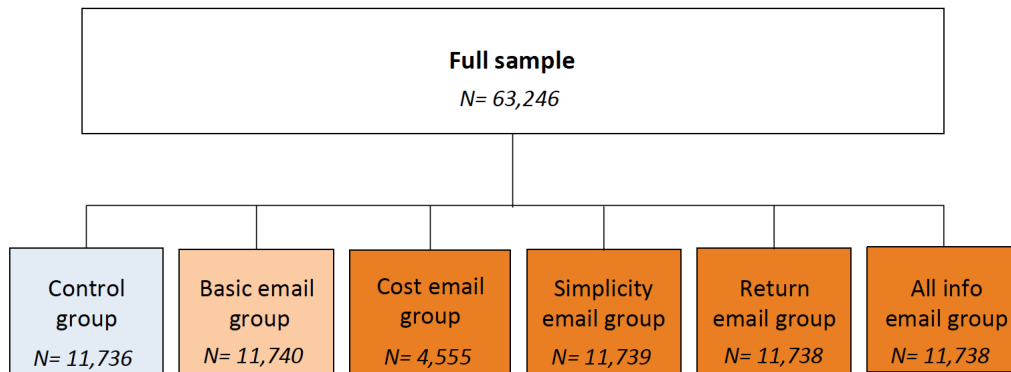 Full sample
N= 63,246
Control
group
N= 11,736
Basic email
group
N= 11,740
Cost email
group
N= 4,555
Simplicity
email group
N= 11,739
Return
email group
N= 11,738
All info
email group
N= 11,738